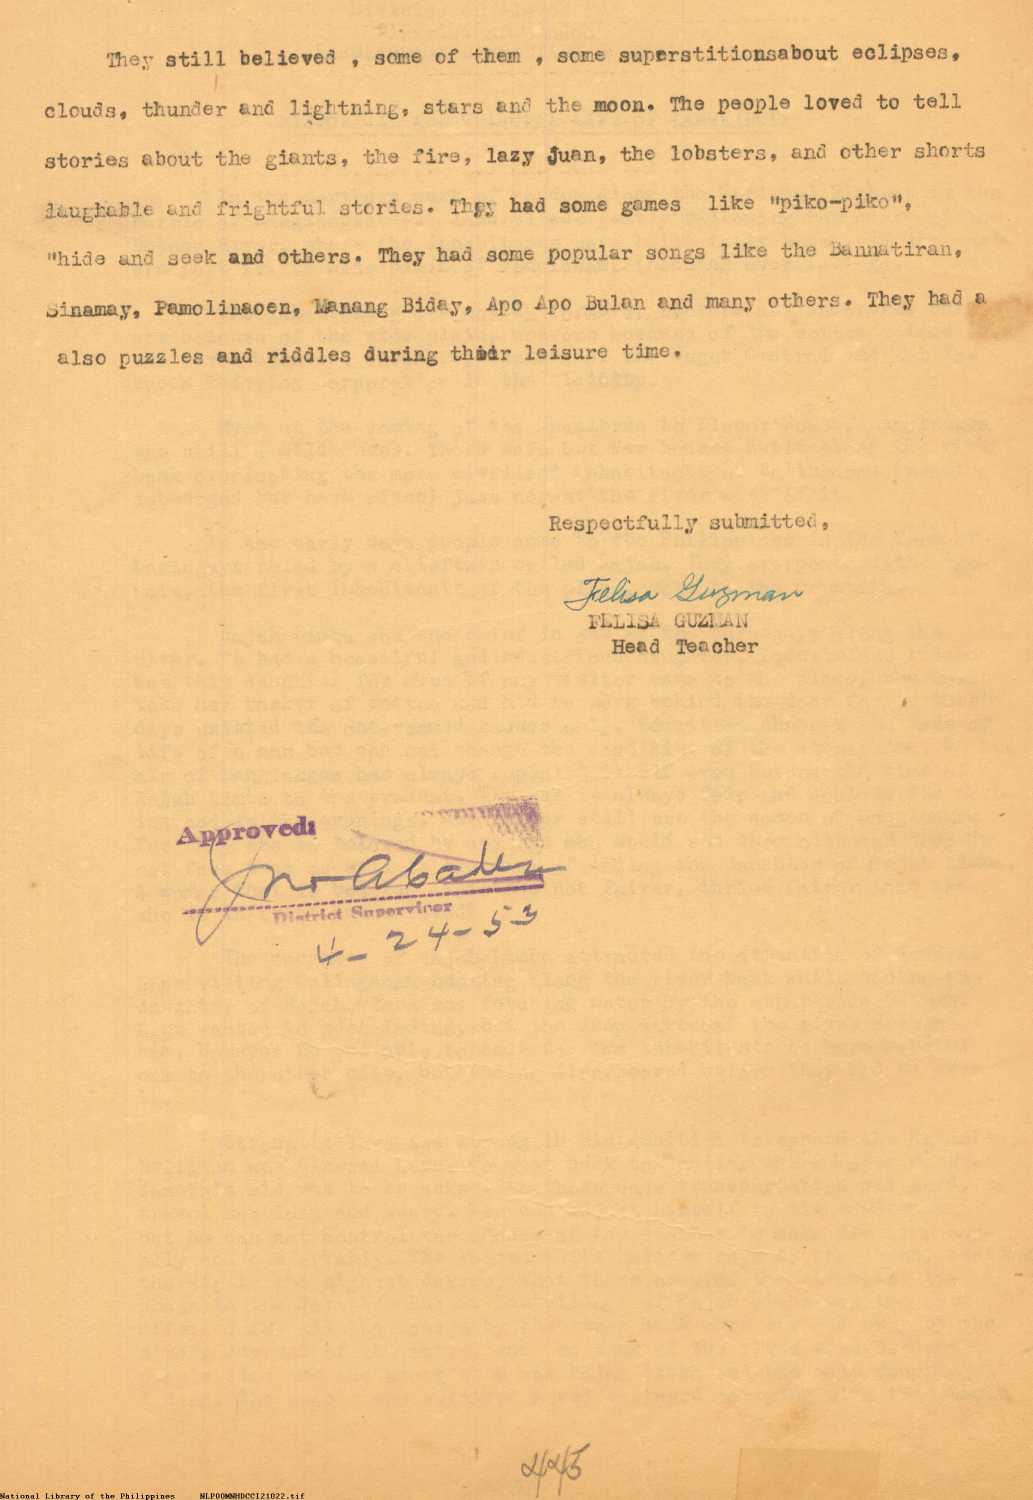 They still believed , some of them , some superstitionsabout eclipses,
clouds, thunder and lightning, stars and the moon. The people loved to tell
stories about the giants, the fire, lazy Juan, the lobsters, and other shorts
laughable and frightful stories. They had some games like "piko-piko",
"hide and seek and others. They had some popular songs like the Bannatiran,
Sinamay, Pamolinaoen, Manang Biday, Apo Apo Bulan and many others. They had a
also puzzles and riddles during their leisure time.
Respectfully submitted,
Felisa Guzman
FELISA GUZMAN
Head Teacher
Approved:
District Supervisor
4-24-53
445
National Library of the Philippines NLPOOMNHDCCI21022.tif